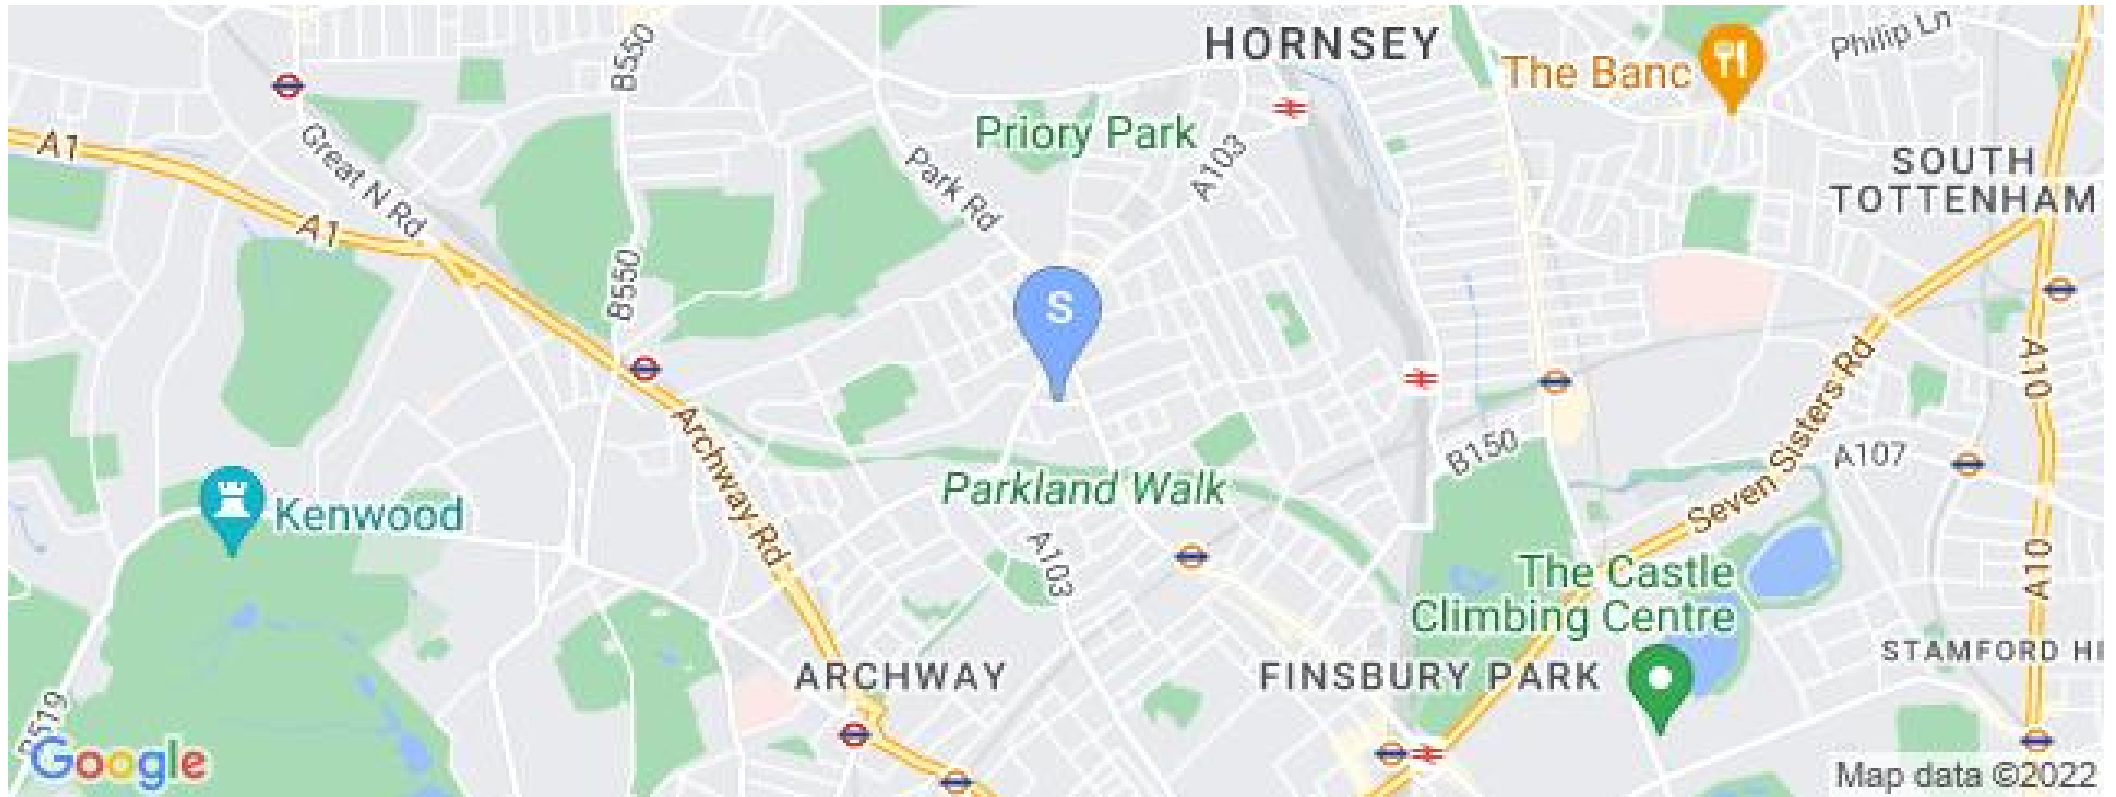 B550
HORNSEY
The Banc
Philip Ln
A1
Great N Rd
Priory Park
Park Rd
A103
SOUTH
TOTTENHAM
A1
B550
S
Archway Rd
Seven Sisters Rd
A10
B150
A107
Kenwood
Parkland Walk
A103
The Castle
Climbing Centre
A10
ARCHWAY
FINSBURY PARK
STAMFORD HI
B519
Google
Map data ©2022